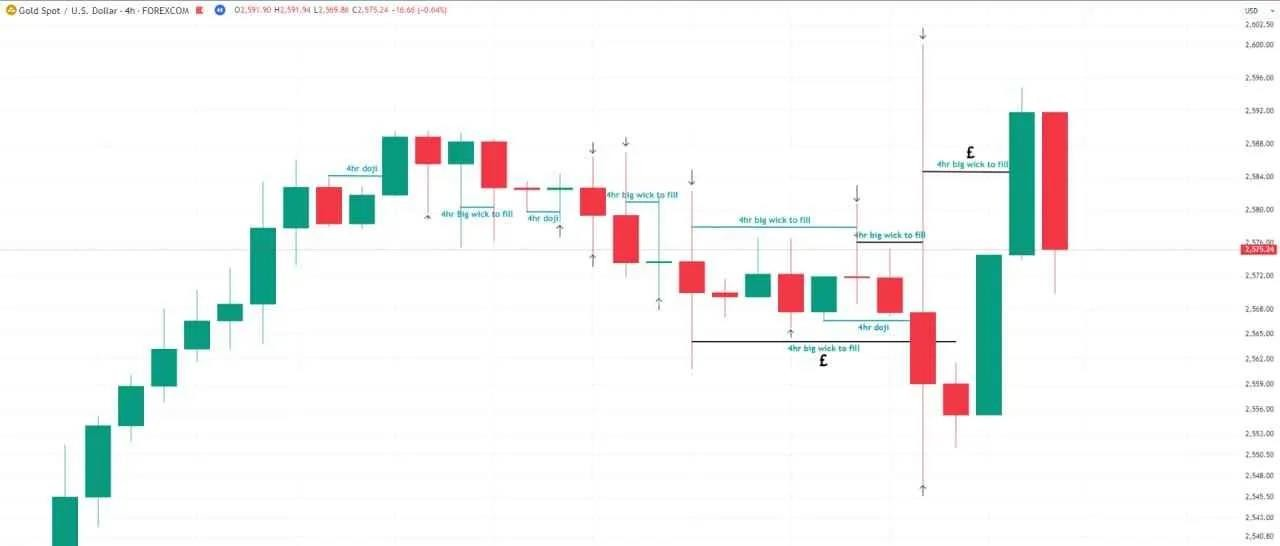 Gold Spot / U.S. Dollar · 4h · FOREXCOM O2,591.90 H2,591.94 L2,569.86 C2,575.24 -16.66 (-0.64%)
USD
2,602.50
2,600.00
2,596.00
2,592.00
2,588.00
2,584.00
2,580.00
2,576.00
2,575.24
2,572.00
2,568.00
2,565.00
2,562.00
2,559.00
2,556.00
2,553.00
2,550.50
2,548.00
2,545.50
2,543.00
2,540.80
4hr doji
4hr Big wick to fill
4hr doji
4hr big wick to fill
4hr big wick to fill
4hr big wick to fill
4hr doji
4hr big wick to fill
£
£
4hr big wick to fill